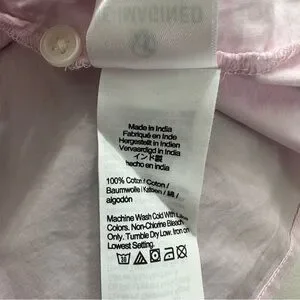 REIMAGINED
Made in India
Fabriqué en Inde
Hergestellt in Indien
Vervaardigd in India
インド製
hecho en India
100% Cotton / Coton /
Baumwolle / Katoen / 綿 /
algodón
Machine Wash Cold With Like
Colors. Non-Chlorine Bleach
Only. Tumble Dry Low. Iron on
Lowest Setting.